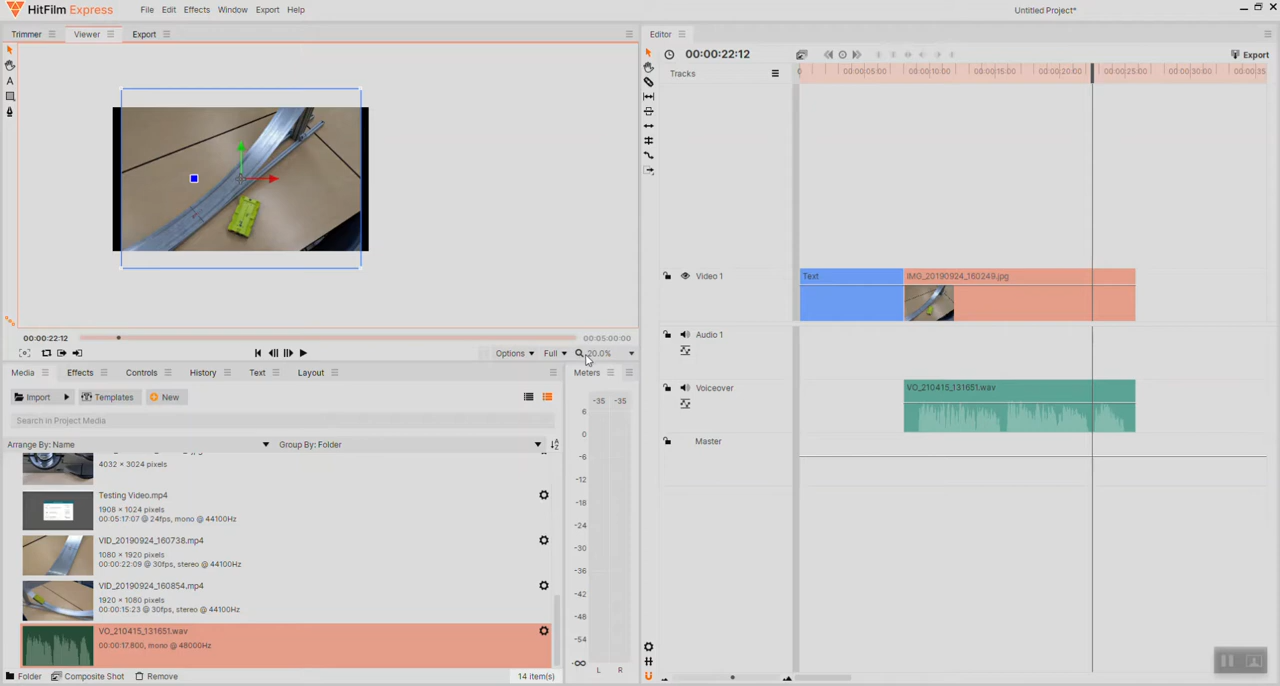 HitFilm Express File Edit Effects Window Export Help Untitled Project*
Trimmer Viewer Export Editor
00:00:22:12 Export
Tracks 0 00:00:05:00 00:00:10:00 00:00:15:00 00:00:20:00 00:00:25:00 00:00:30:00 00:00:35
Video 1 Text IMG_20190924_160249.jpg
Audio 1
00:00:22:12 00:05:00:00
Options Full 20.0%
Media Effects Controls History Text Layout Meters
Voiceover VO_210415_131651.wav
Import Templates New
-35 -35
Search in Project Media
6
0
-6
-12
-18
-24
-30
-36
-42
-48
-54
-∞
L R
Arrange By: Name Group By: Folder
Master
4032 × 3024 pixels
Testing Video.mp4
1908 × 1024 pixels
00:05:17:07 @ 24fps, mono @ 44100Hz
VID_20190924_160738.mp4
1080 × 1920 pixels
00:00:22:09 @ 30fps, stereo @ 44100Hz
VID_20190924_160854.mp4
1920 × 1080 pixels
00:00:15:23 @ 30fps, stereo @ 44100Hz
VO_210415_131651.wav
00:00:17.800, mono @ 48000Hz
Folder Composite Shot Remove 14 item(s)